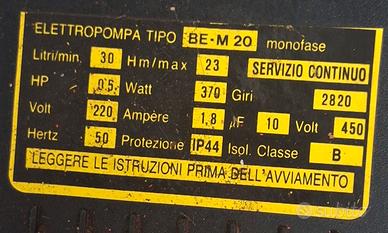 ELETTROPOMPA TIPO BE-M 20 monofase
Litri/min. 30 Hm/max 23 SERVIZIO CONTINUO
HP 0.5 Watt 370 Giri 2820
Volt 220 Ampère 1,8 µF 10 Volt 450
Hertz 50 Protezione IP44 Isol. Classe B
LEGGERE LE ISTRUZIONI PRIMA DELL'AVVIAMENTO
subito